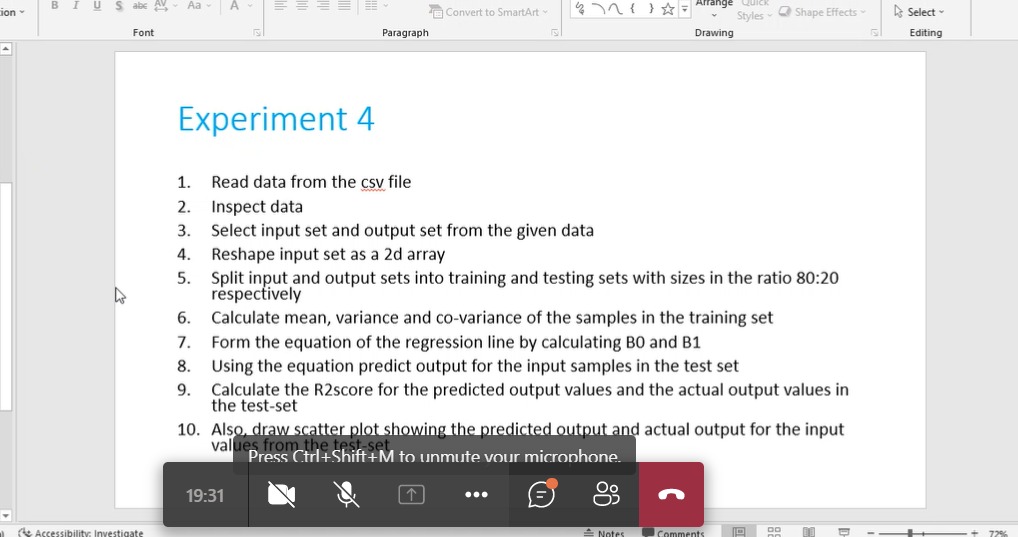 B I U S abc AV Aa A
Convert to SmartArt
Arrange
Quick
Styles
Shape Effects
Select
Font
Paragraph
Drawing
Editing
Experiment 4
1. Read data from the csv file
2. Inspect data
3. Select input set and output set from the given data
4. Reshape input set as a 2d array
5. Split input and output sets into training and testing sets with sizes in the ratio 80:20
respectively
6. Calculate mean, variance and co-variance of the samples in the training set
7. Form the equation of the regression line by calculating B0 and B1
8. Using the equation predict output for the input samples in the test set
9. Calculate the R2score for the predicted output values and the actual output values in
the test-set
10. Also, draw scatter plot showing the predicted output and actual output for the input
values from the test-set
Press Ctrl+Shift+M to unmute your microphone.
19:31
Accessibility: Investigate
Notes
Comments
72%